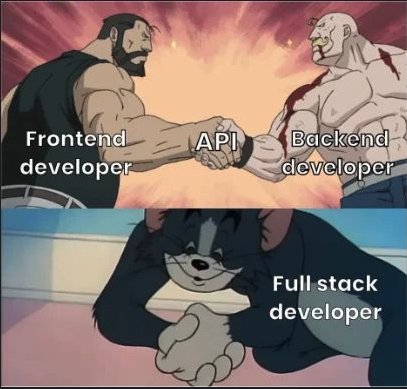 Frontend
developer
API
Backend
developer
Full stack
developer